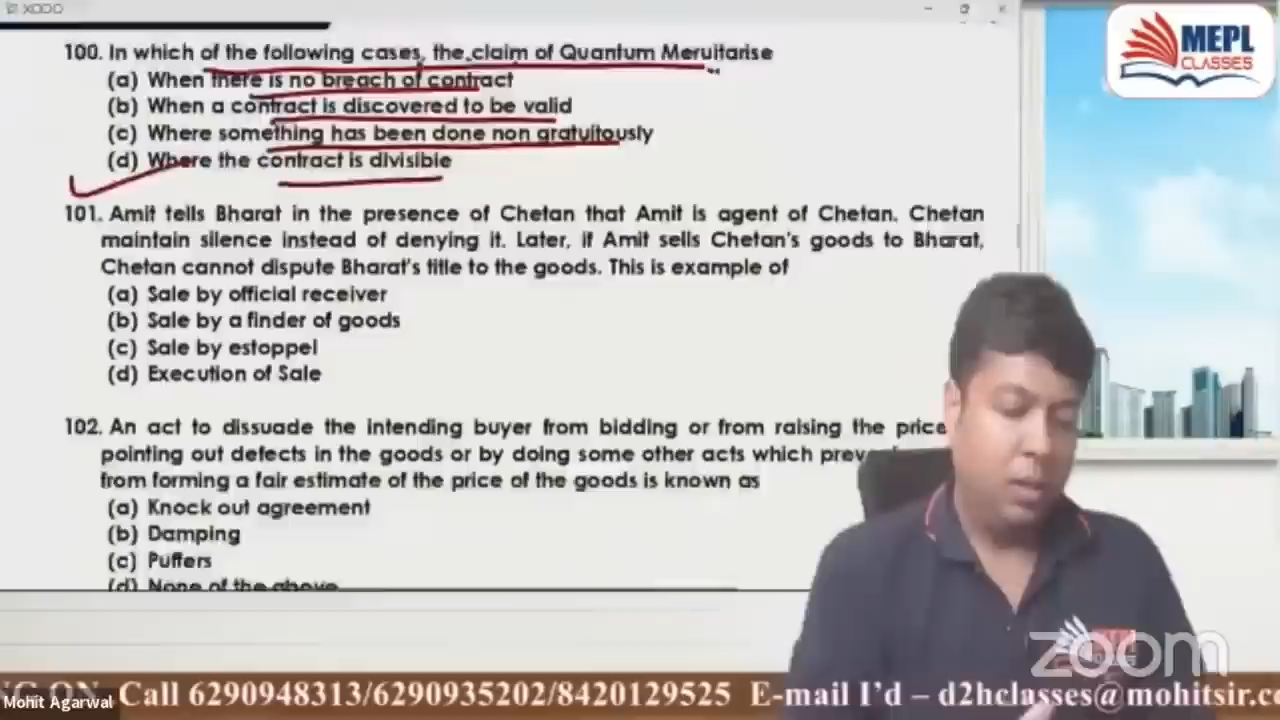 XODO
MEPL
CLASSES
100. In which of the following cases, the claim of Quantum Meruitarise
(a) When there is no breach of contract
(b) When a contract is discovered to be valid
(c) Where something has been done non gratuitously
(d) Where the contract is divisible
101. Amit tells Bharat in the presence of Chetan that Amit is agent of Chetan. Chetan
maintain silence instead of denying it. Later, if Amit sells Chetan's goods to Bharat,
Chetan cannot dispute Bharat's title to the goods. This is example of
(a) Sale by official receiver
(b) Sale by a finder of goods
(c) Sale by estoppel
(d) Execution of Sale
102. An act to dissuade the intending buyer from bidding or from raising the price
pointing out defects in the goods or by doing some other acts which
from forming a fair estimate of the price of the goods is known as
(a) Knock out agreement
(b) Damping
(c) Puffers
(d) None of the above
zoom
Call 6290948313/6290935202/8420129525 E-mail I'd – d2hclasses@mohitsir.c
Mohit Agarwal